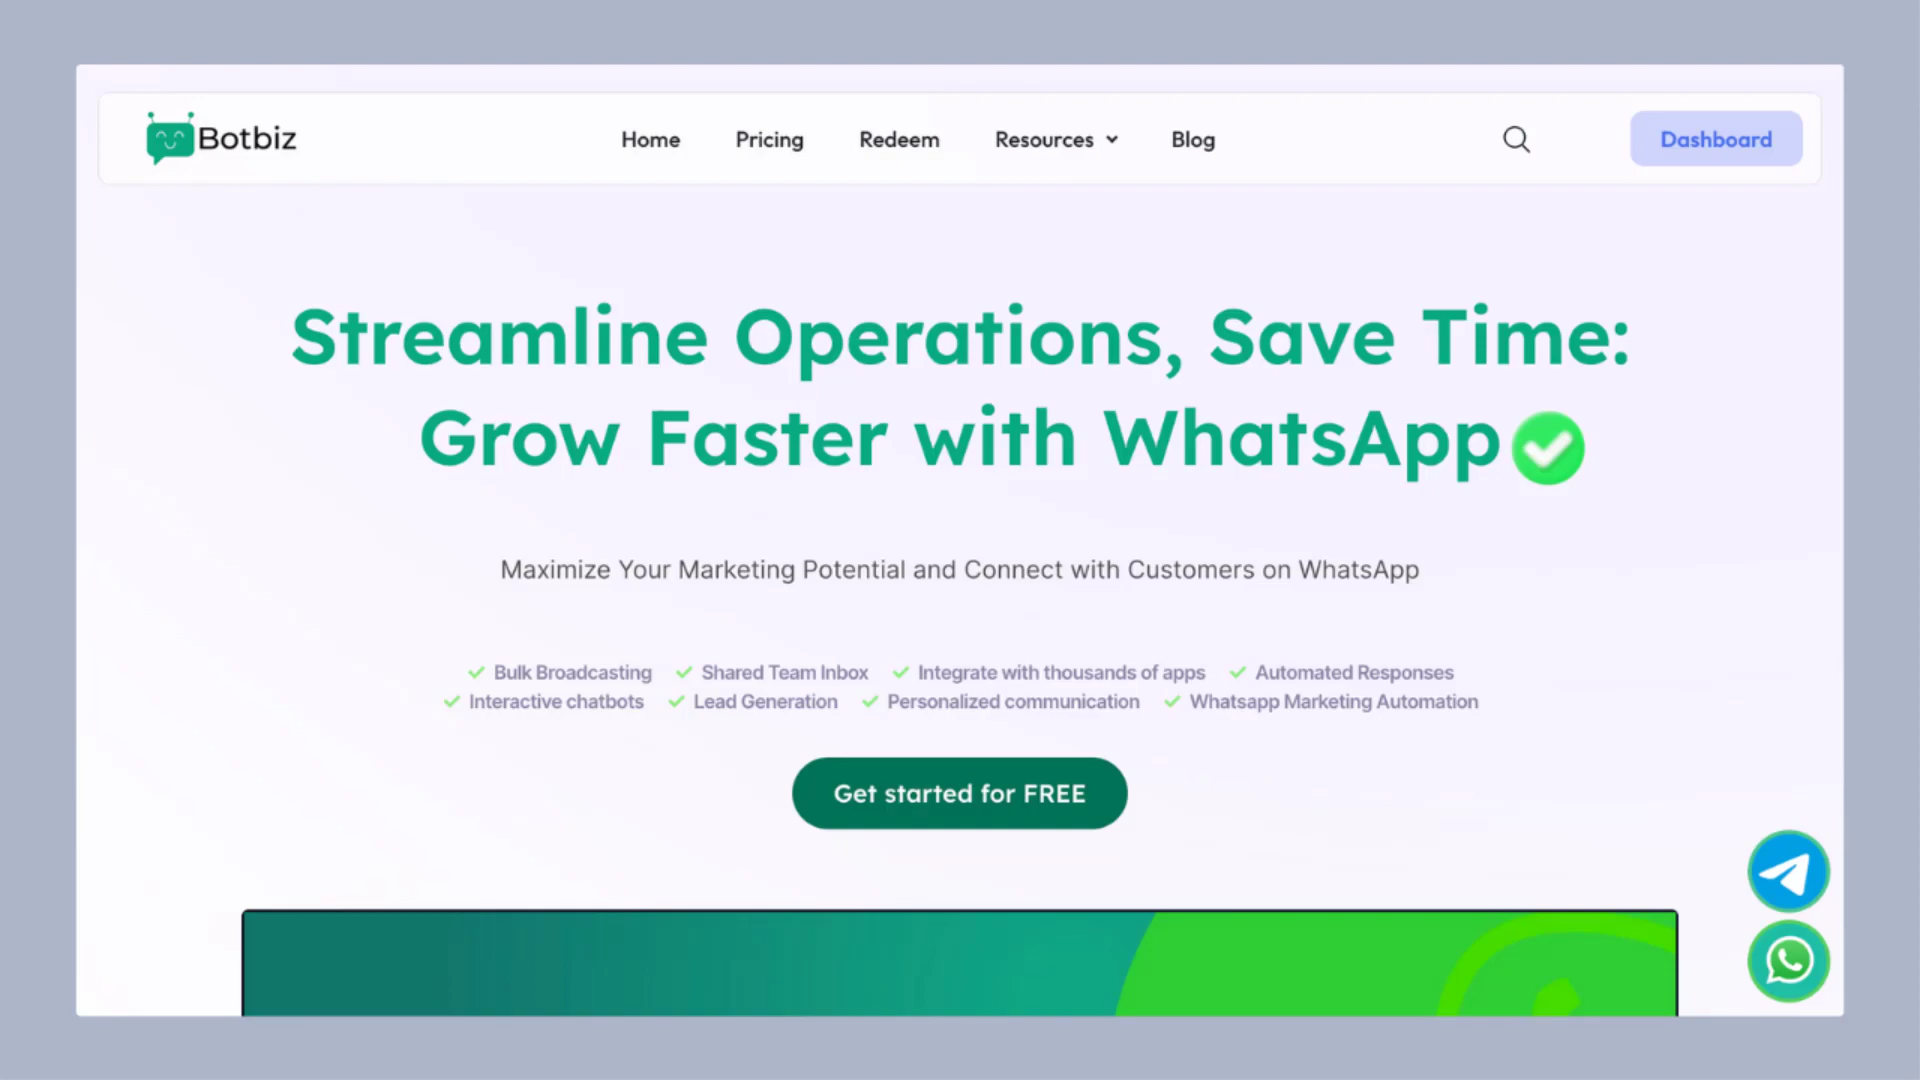 Botbiz
Home Pricing Redeem Resources Blog
Dashboard
Streamline Operations, Save Time:
Grow Faster with WhatsApp
Maximize Your Marketing Potential and Connect with Customers on WhatsApp
Bulk Broadcasting Shared Team Inbox Integrate with thousands of apps Automated Responses
Interactive chatbots Lead Generation Personalized communication Whatsapp Marketing Automation
Get started for FREE